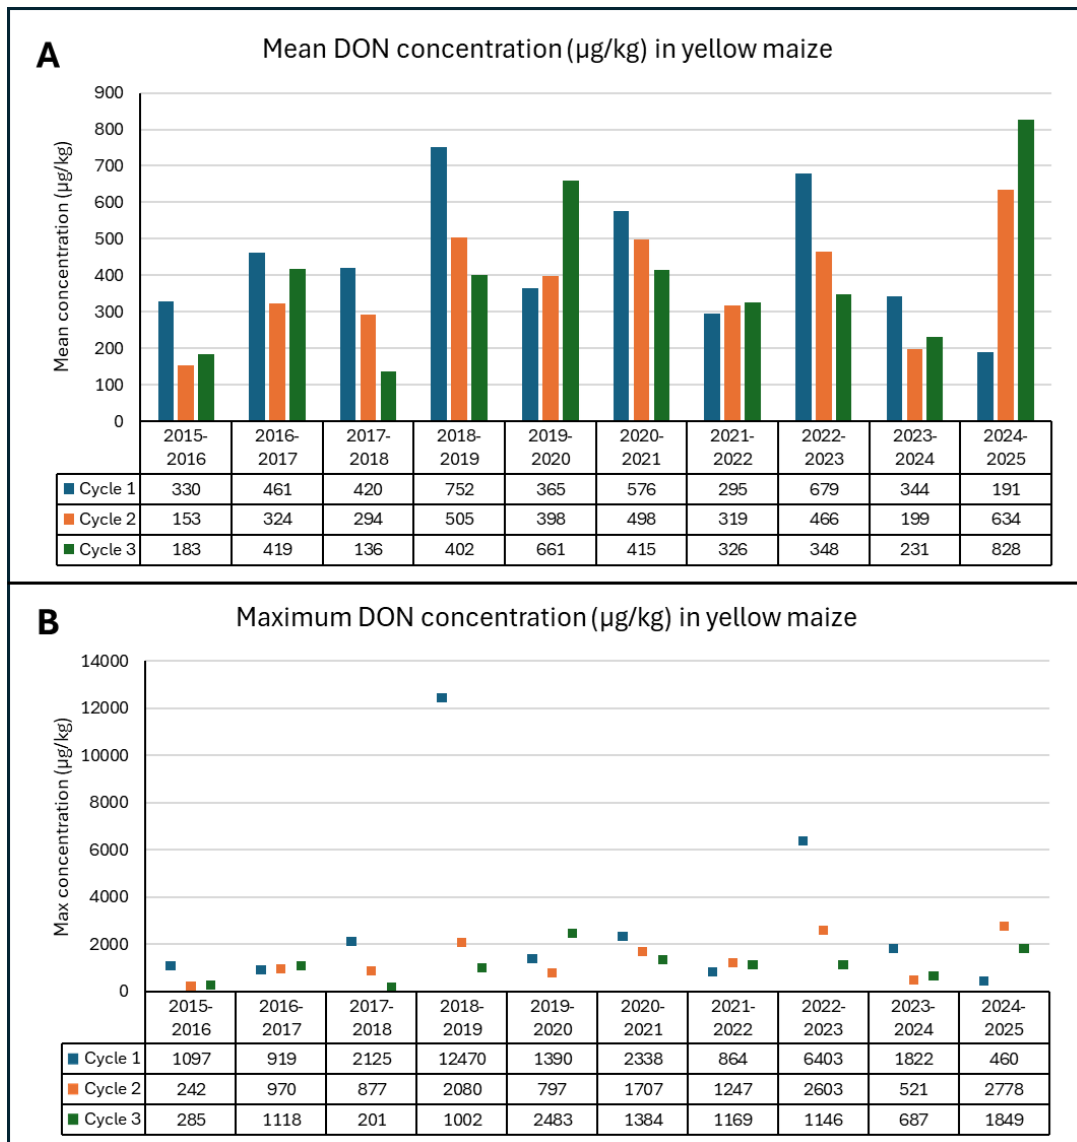 A
Mean DON concentration (µg/kg) in yellow maize
Mean concentration (µg/kg)
900
800
700
600
500
400
300
200
100
0
2015-2016 2016-2017 2017-2018 2018-2019 2019-2020 2020-2021 2021-2022 2022-2023 2023-2024 2024-2025
Cycle 1 330 461 420 752 365 576 295 679 344 191
Cycle 2 153 324 294 505 398 498 319 466 199 634
Cycle 3 183 419 136 402 661 415 326 348 231 828
B
Maximum DON concentration (µg/kg) in yellow maize
Max concentration (µg/kg)
14000
12000
10000
8000
6000
4000
2000
0
2015-2016 2016-2017 2017-2018 2018-2019 2019-2020 2020-2021 2021-2022 2022-2023 2023-2024 2024-2025
Cycle 1 1097 919 2125 12470 1390 2338 864 6403 1822 460
Cycle 2 242 970 877 2080 797 1707 1247 2603 521 2778
Cycle 3 285 1118 201 1002 2483 1384 1169 1146 687 1849